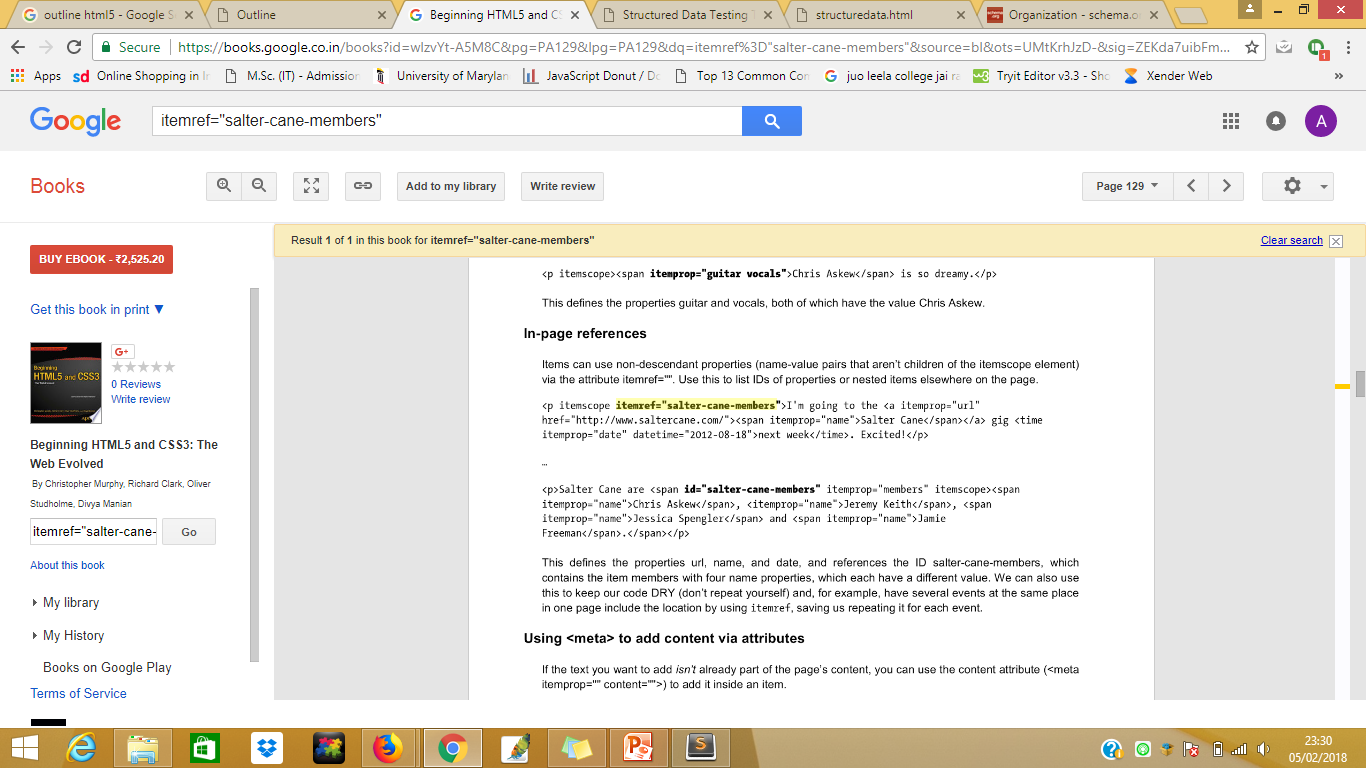 outline html5 - Google S
Outline
Beginning HTML5 and CS
Structured Data Testing T
structuredata.html
Organization - schema.o
Secure
https://books.google.co.in/books?id=wIzvYt-A5M8C&pg=PA129&lpg=PA129&dq=itemref%3D"salter-cane-members"&source=bl&ots=UMtKrhJzD-&sig=ZEKda7uibFm...
1
Apps
sd Online Shopping in In
M.Sc. (IT) - Admission
University of Marylan
JavaScript Donut / Do
Top 13 Common Con
juo leela college jai ra
w3 Tryit Editor v3.3 - Sho
Xender Web
»
Google
itemref="salter-cane-members"
A
Books
Add to my library
Write review
Page 129
BUY EBOOK - ₹2,525.20
Get this book in print ▼
Beginning
HTML5 and CSS3
G+
0 Reviews
Write review
Beginning HTML5 and CSS3: The
Web Evolved
By Christopher Murphy, Richard Clark, Oliver
Studholme, Divya Manian
itemref="salter-cane-
Go
About this book
My library
My History
Books on Google Play
Terms of Service
Result 1 of 1 in this book for itemref="salter-cane-members"
Clear search
<p itemscope><span itemprop="guitar vocals">Chris Askew</span> is so dreamy.</p>
This defines the properties guitar and vocals, both of which have the value Chris Askew.
In-page references
Items can use non-descendant properties (name-value pairs that aren't children of the itemscope element)
via the attribute itemref="". Use this to list IDs of properties or nested items elsewhere on the page.
<p itemscope itemref="salter-cane-members">I'm going to the <a itemprop="url"
href="http://www.saltercane.com/"><span itemprop="name">Salter Cane</span></a> gig <time
itemprop="date" datetime="2012-08-18">next week</time>. Excited!</p>
…
<p>Salter Cane are <span id="salter-cane-members" itemprop="members" itemscope><span
itemprop="name">Chris Askew</span>, <itemprop="name">Jeremy Keith</span>, <span
itemprop="name">Jessica Spengler</span> and <span itemprop="name">Jamie
Freeman</span>.</span></p>
This defines the properties url, name, and date, and references the ID salter-cane-members, which
contains the item members with four name properties, which each have a different value. We can also use
this to keep our code DRY (don't repeat yourself) and, for example, have several events at the same place
in one page include the location by using itemref, saving us repeating it for each event.
Using <meta> to add content via attributes
If the text you want to add isn't already part of the page's content, you can use the content attribute (<meta
itemprop="" content="">) to add it inside an item.
23:30
05/02/2018